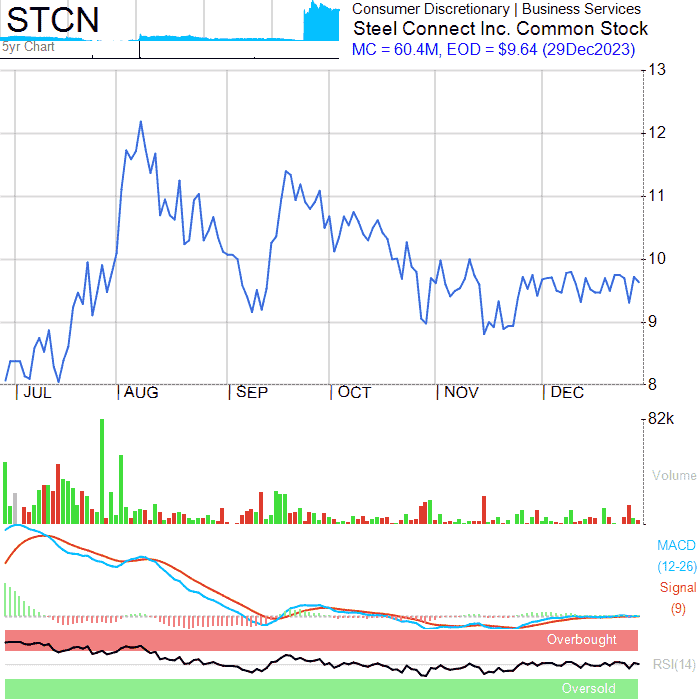 STCN
5yr Chart
Consumer Discretionary | Business Services
Steel Connect Inc. Common Stock
MC = 60.4M, EOD = $9.64 (29Dec2023)
13
12
11
10
9
8
JUL AUG SEP OCT NOV DEC
82k
Volume
MACD
(12-26)
Signal
(9)
Overbought
RSI(14)
Oversold